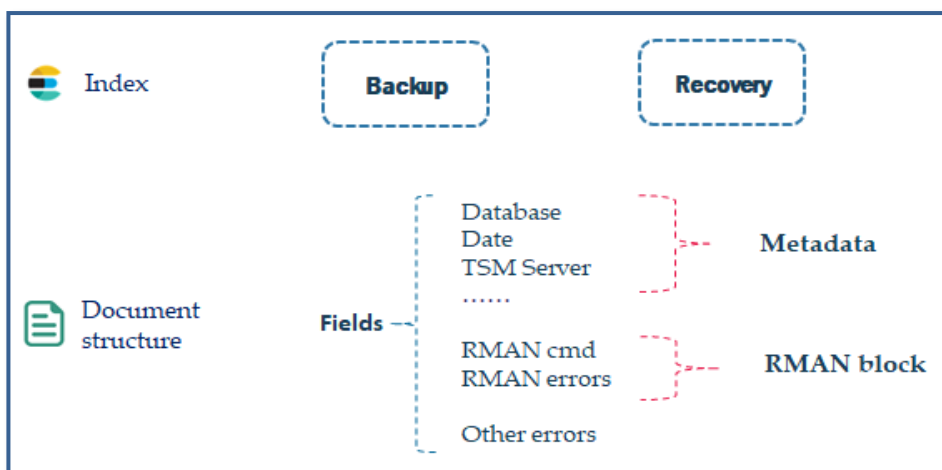 Index
Backup
Recovery
Document
structure
Fields
Database
Date
TSM Server
......
RMAN cmd
RMAN errors
Other errors
Metadata
RMAN block